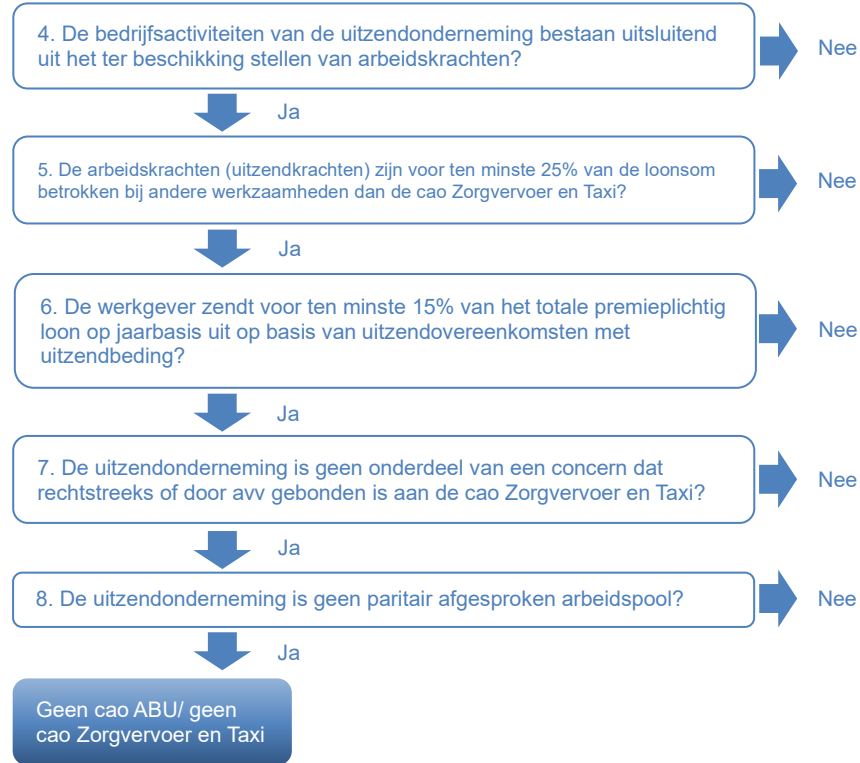 4. De bedrijfsactiviteiten van de uitzendonderneming bestaan uitsluitend
uit het ter beschikking stellen van arbeidskrachten?
Nee
Ja
5. De arbeidskrachten (uitzendkrachten) zijn voor ten minste 25% van de loonsom
betrokken bij andere werkzaamheden dan de cao Zorgvervoer en Taxi?
Nee
Ja
6. De werkgever zendt voor ten minste 15% van het totale premieplichtig
loon op jaarbasis uit op basis van uitzendovereenkomsten met
uitzendbeding?
Nee
Ja
7. De uitzendonderneming is geen onderdeel van een concern dat
rechtstreeks of door avv gebonden is aan de cao Zorgvervoer en Taxi?
Nee
Ja
8. De uitzendonderneming is geen paritair afgesproken arbeidspool?
Nee
Ja
Geen cao ABU/ geen
cao Zorgvervoer en Taxi